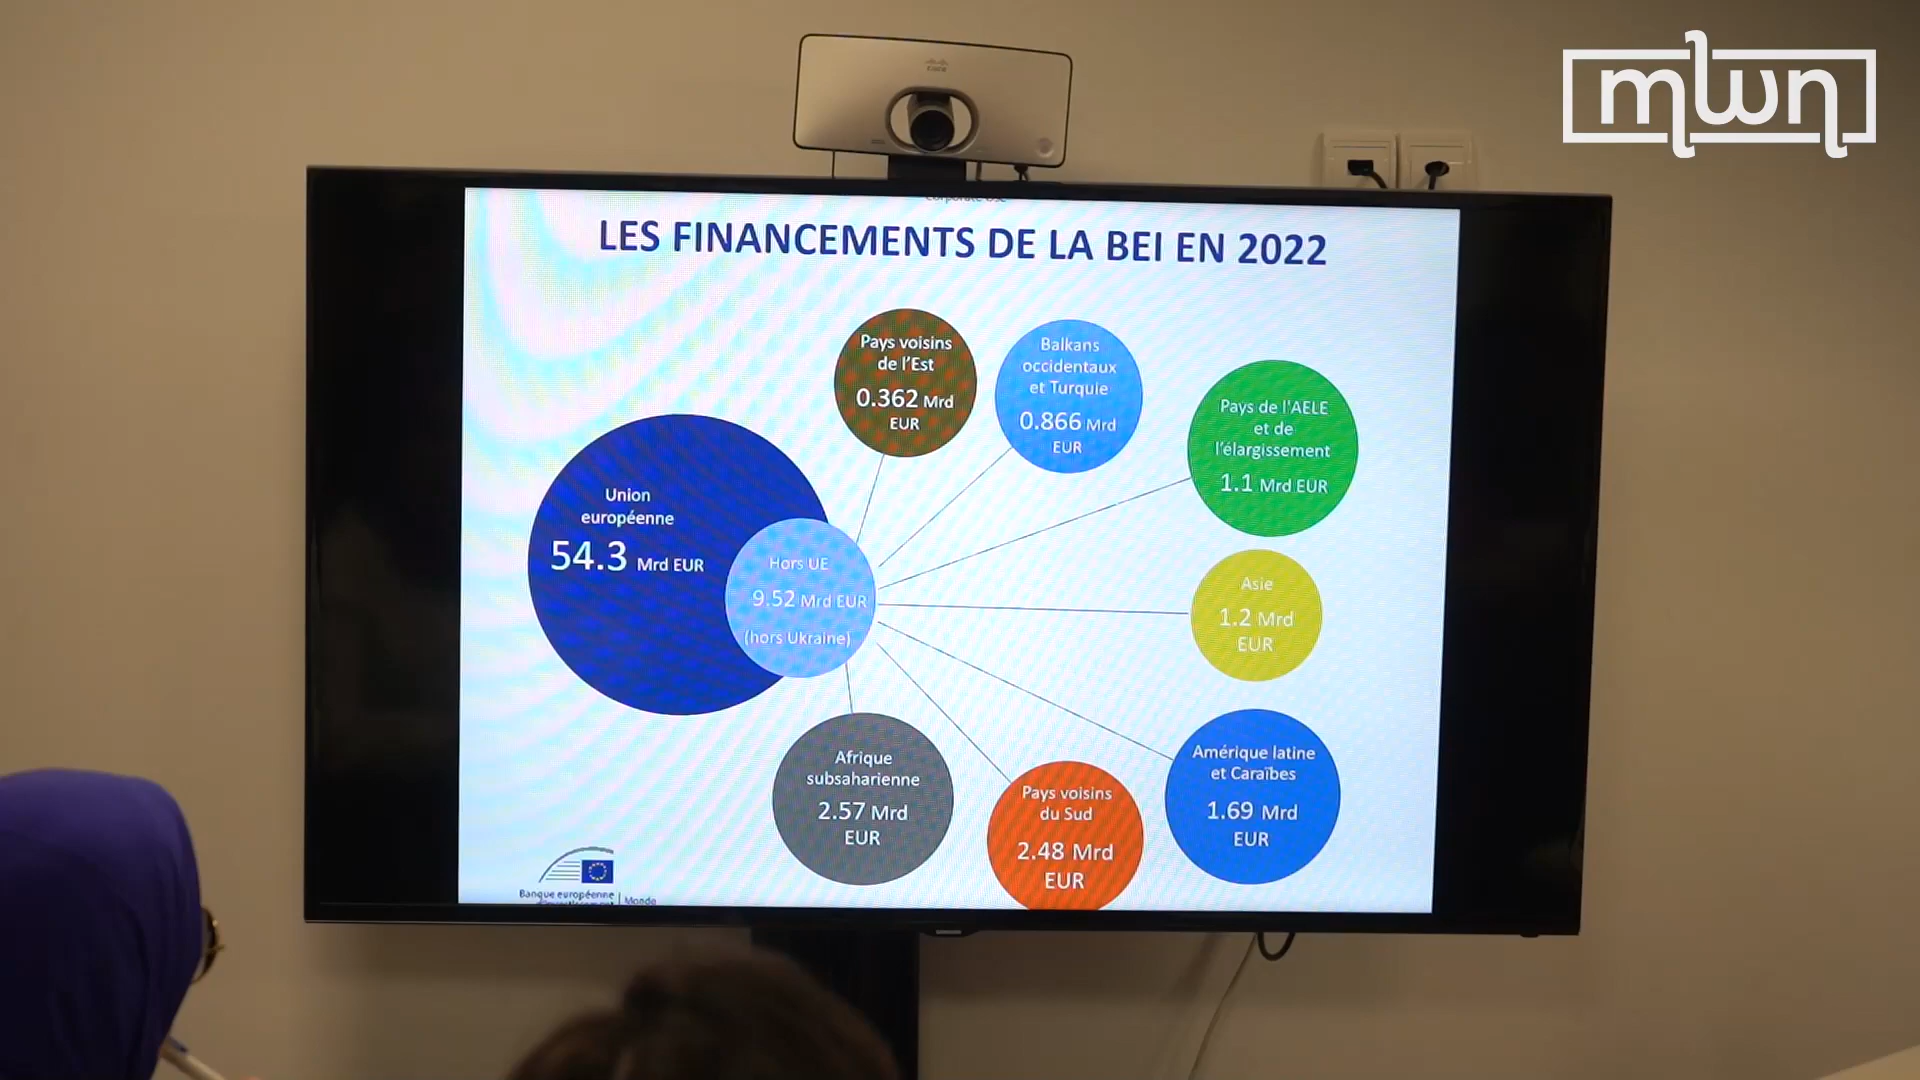 mwn
CISCO
Corporate Use
LES FINANCEMENTS DE LA BEI EN 2022
Pays voisins
de l'Est
0.362 Mrd
EUR
Balkans
occidentaux
et Turquie
0.866 Mrd
EUR
Pays de l'AELE
et de
l'élargissement
1.1 Mrd EUR
Union
européenne
54.3 Mrd EUR
Hors UE
9.52 Mrd EUR
(hors Ukraine)
Asie
1.2 Mrd
EUR
Afrique
subsaharienne
2.57 Mrd
EUR
Pays voisins
du Sud
2.48 Mrd
EUR
Amérique latine
et Caraïbes
1.69 Mrd
EUR
Banque européenne
d'investissement | Monde